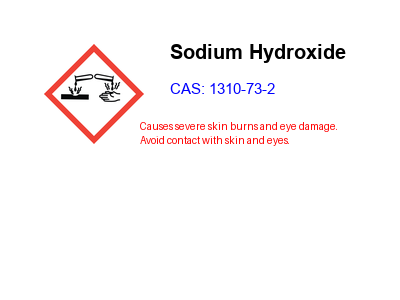 Sodium Hydroxide
CAS: 1310-73-2
Causes severe skin burns and eye damage.
Avoid contact with skin and eyes.